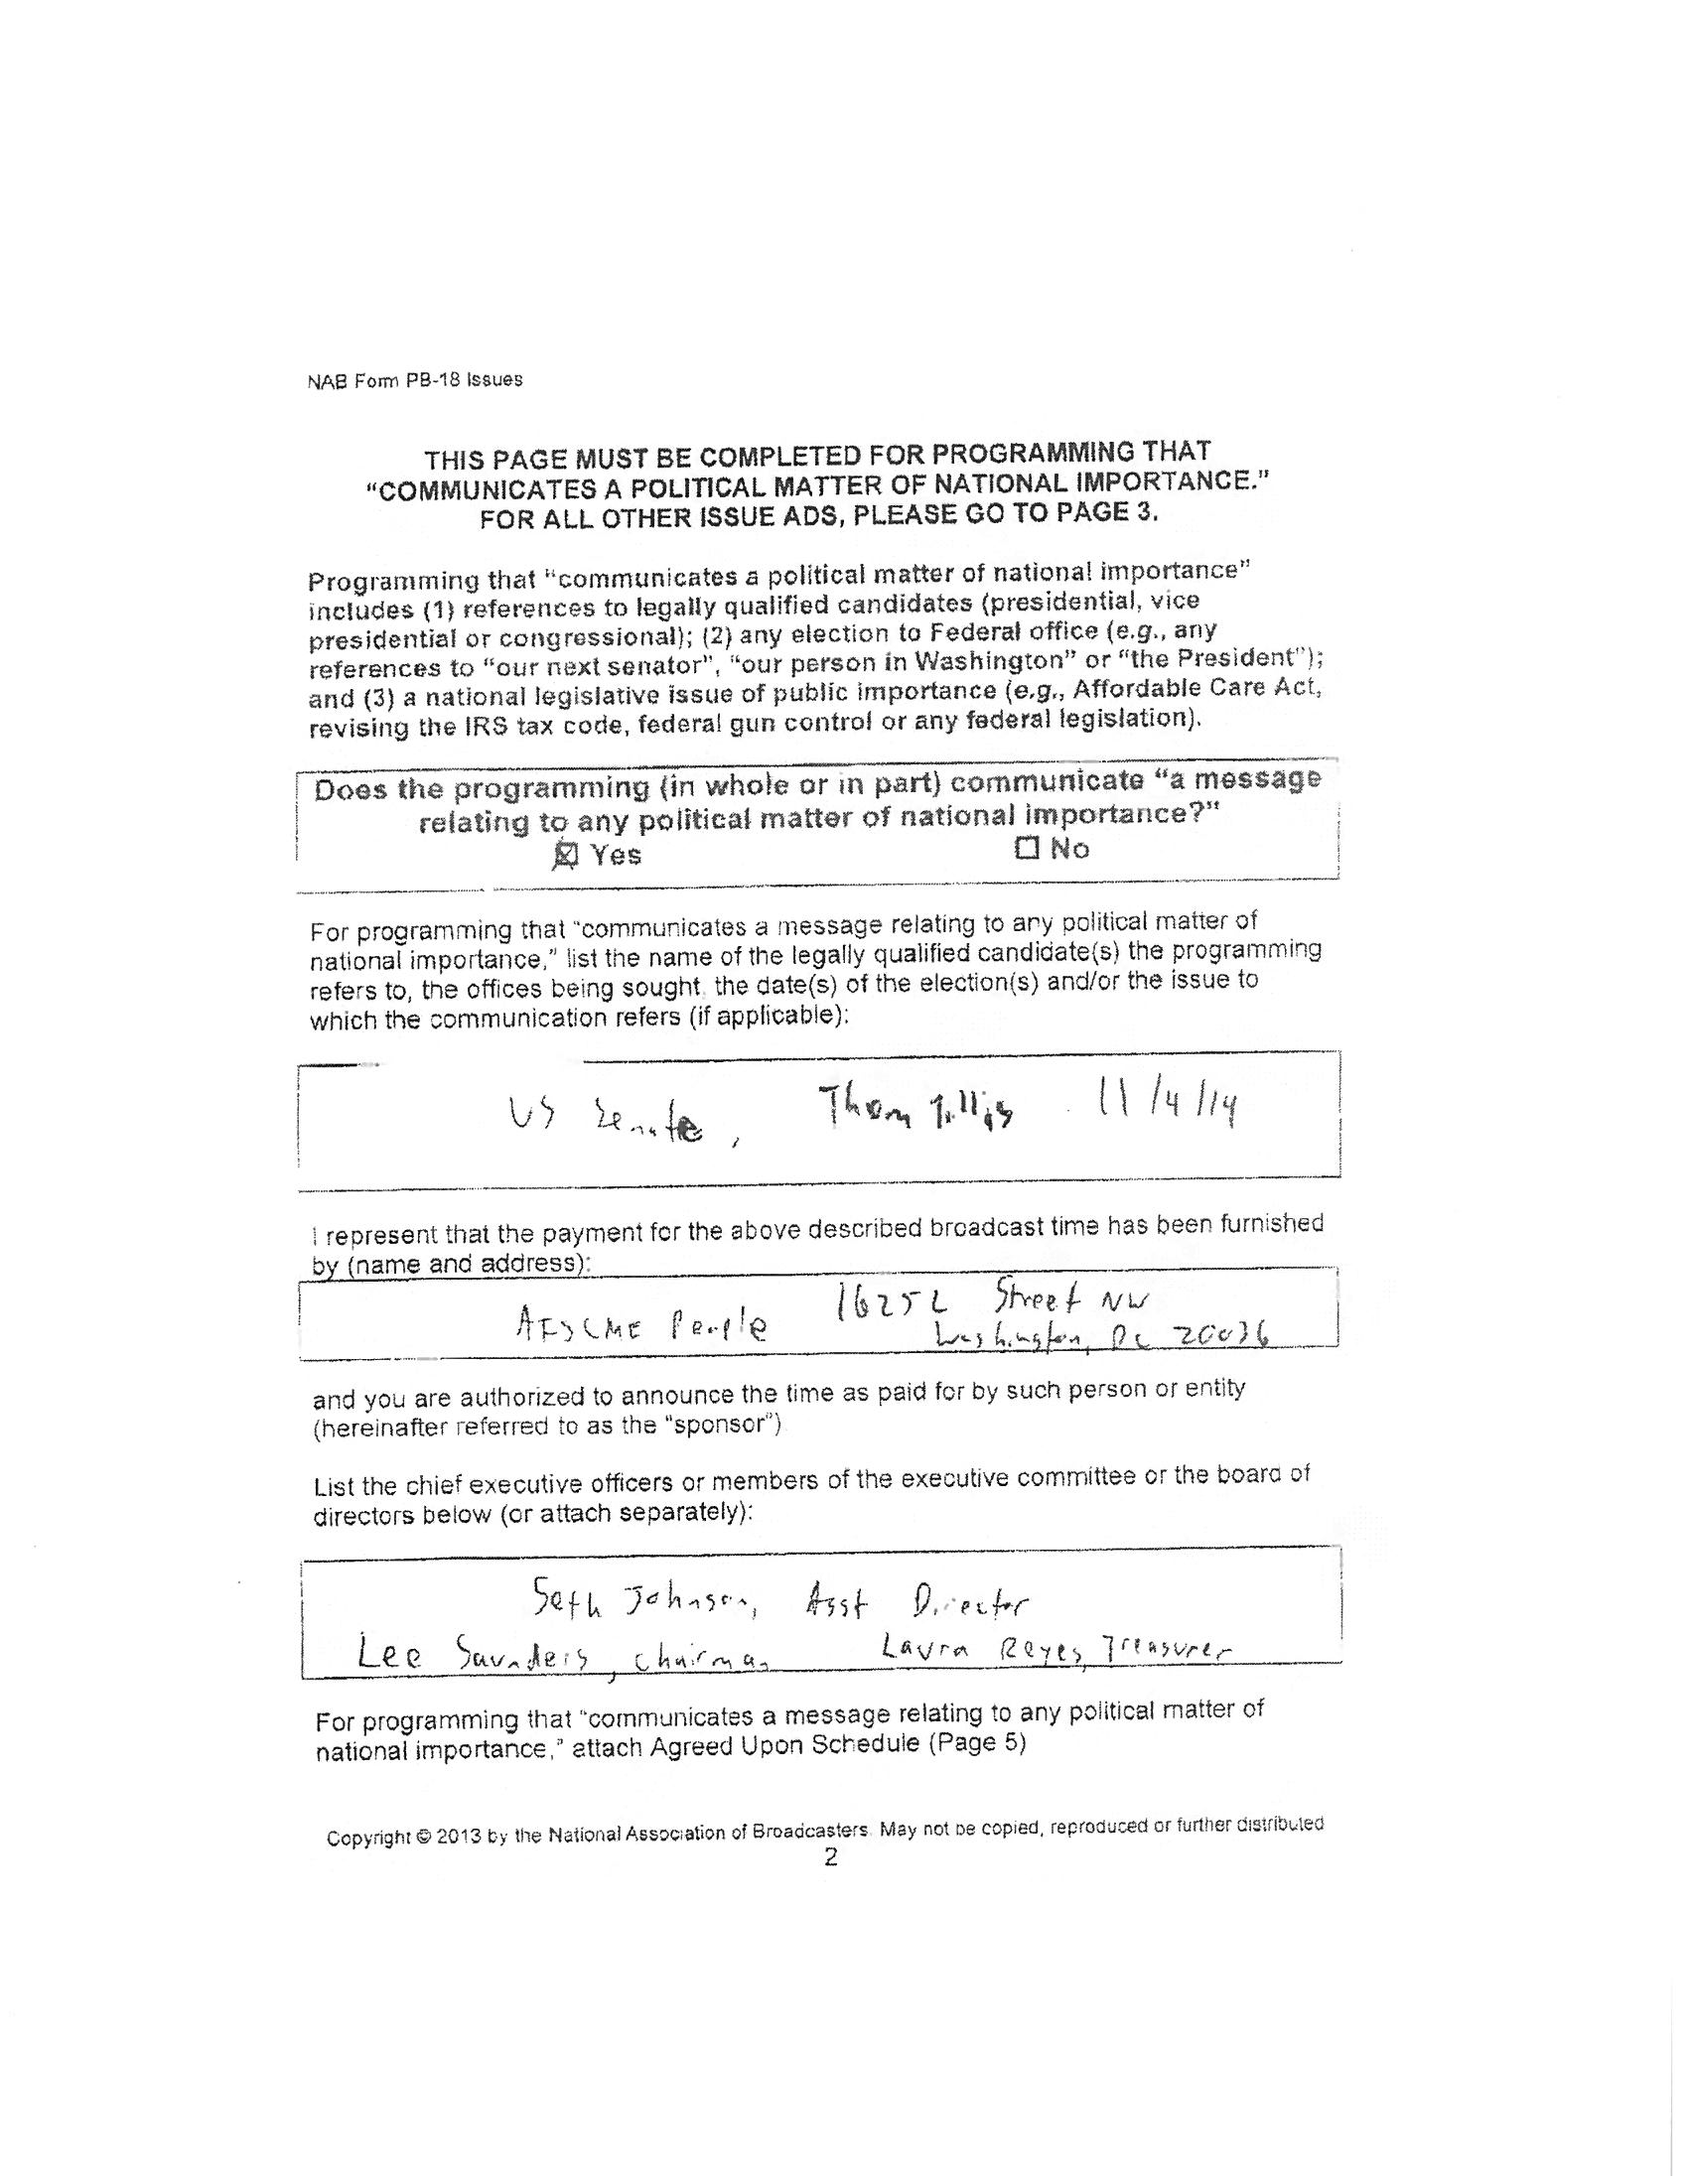 NAB Form PB-18 Issues
THIS PAGE MUST BE COMPLETED FOR PROGRAMMING THAT
“COMMUNICATES A POLITICAL MATTER OF NATIONAL IMPORTANCE.”
FOR ALL OTHER ISSUE ADS, PLEASE GO TO PAGE 3.
Programming that “communicates a political matter of national importance”
includes (1) references to legally qualified candidates (presidential, vice
presidential or congressional); (2) any election to Federal office (e.g., any
references to “our next senator”, “our person in Washington” or “the President”);
and (3) a national legislative issue of public importance (e.g., Affordable Care Act,
revising the IRS tax code, federal gun control or any federal legislation).
Does the programming (in whole or in part) communicate “a message
relating to any political matter of national importance?”
☒ Yes ☐ No
For programming that “communicates a message relating to any political matter of
national importance,” list the name of the legally qualified candidate(s) the programming
refers to, the offices being sought, the date(s) of the election(s) and/or the issue to
which the communication refers (if applicable):
US Senate, Thom Tillis 11/4/14
I represent that the payment for the above described broadcast time has been furnished
by (name and address):
AFSCME People 1625 L Street NW
Washington, DC 20036
and you are authorized to announce the time as paid for by such person or entity
(hereinafter referred to as the “sponsor”)
List the chief executive officers or members of the executive committee or the board of
directors below (or attach separately):
Seth Johnson, Asst Director
Lee Saunders, Chairman Laura Reyes, Treasurer
For programming that “communicates a message relating to any political matter of
national importance,” attach Agreed Upon Schedule (Page 5)
Copyright © 2013 by the National Association of Broadcasters. May not be copied, reproduced or further distributed
2